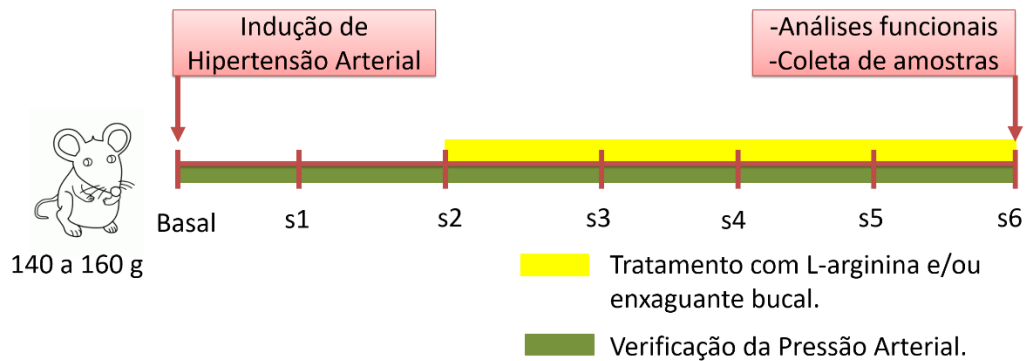 Indução de
Hipertensão Arterial
-Análises funcionais
-Coleta de amostras
Basal
s1
s2
s3
s4
s5
s6
140 a 160 g
Tratamento com L-arginina e/ou
enxaguante bucal.
Verificação da Pressão Arterial.